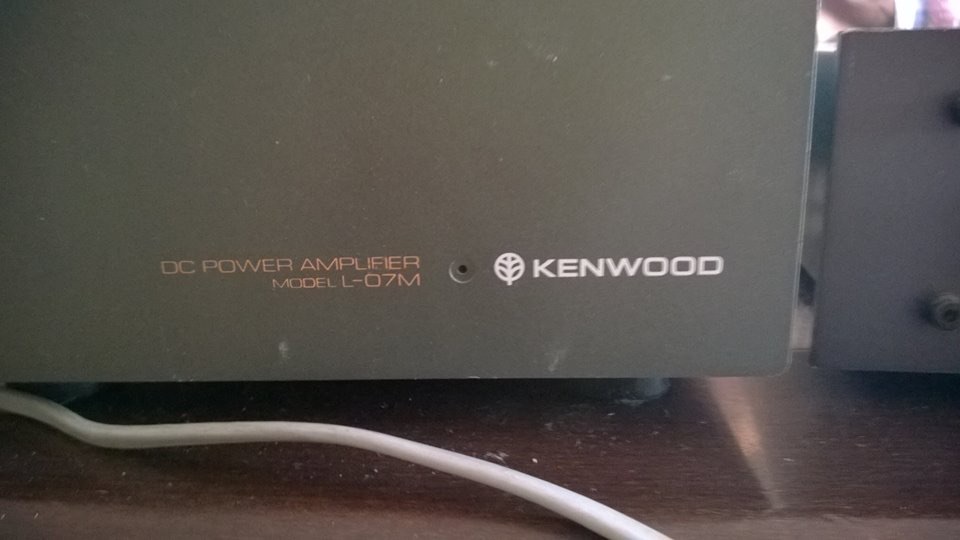 DC POWER AMPLIFIER
MODEL L-07M
KENWOOD